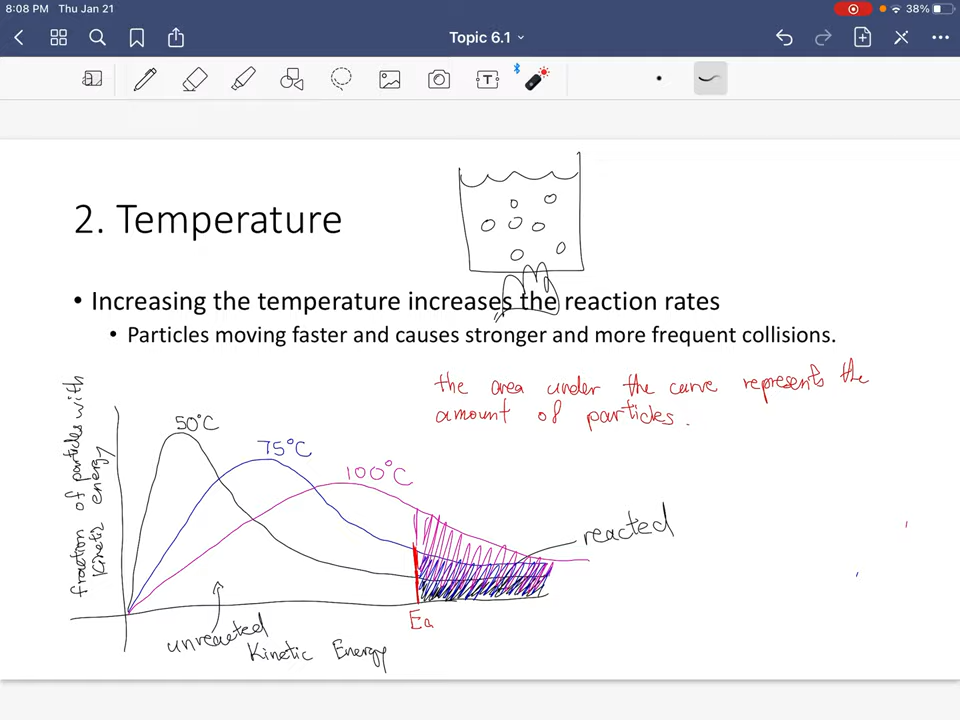 8:08 PM Thu Jan 21
38%
Topic 6.1
T
2. Temperature
• Increasing the temperature increases the reaction rates
• Particles moving faster and causes stronger and more frequent collisions.
the area under the curve represents the
amount of particles.
fraction of particles with
Kinetic energy
50°C
75°C
100°C
reacted
unreacted
Ea
Kinetic Energy